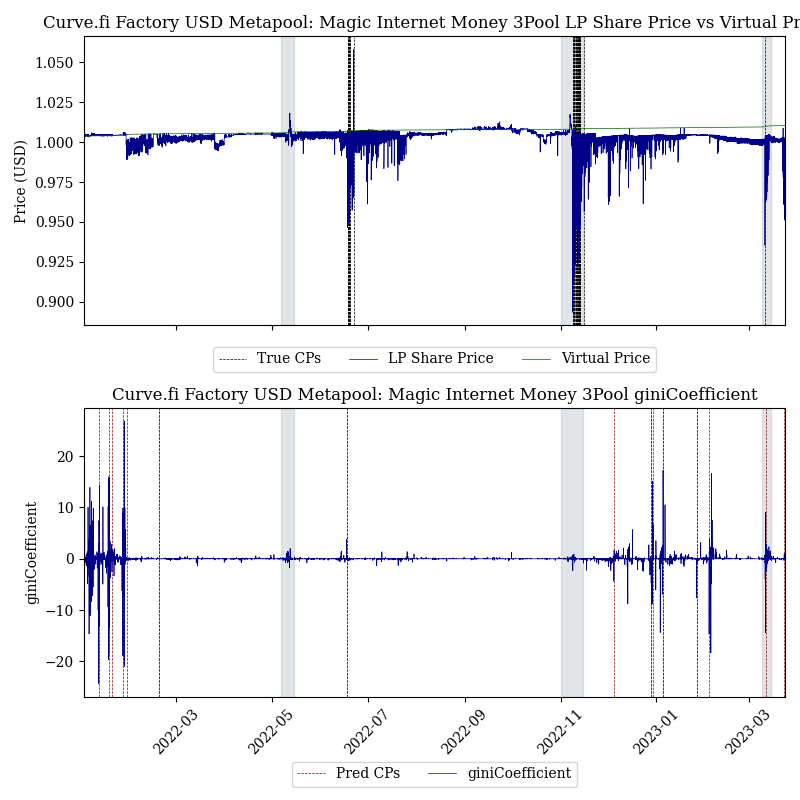 Curve.fi Factory USD Metapool: Magic Internet Money 3Pool LP Share Price vs Virtual Pr
1.050
1.025
1.000
0.975
0.950
0.925
0.900
Price (USD)
True CPs LP Share Price Virtual Price
Curve.fi Factory USD Metapool: Magic Internet Money 3Pool giniCoefficient
20
10
0
−10
−20
giniCoefficient
2022-03 2022-05 2022-07 2022-09 2022-11 2023-01 2023-03
Pred CPs giniCoefficient